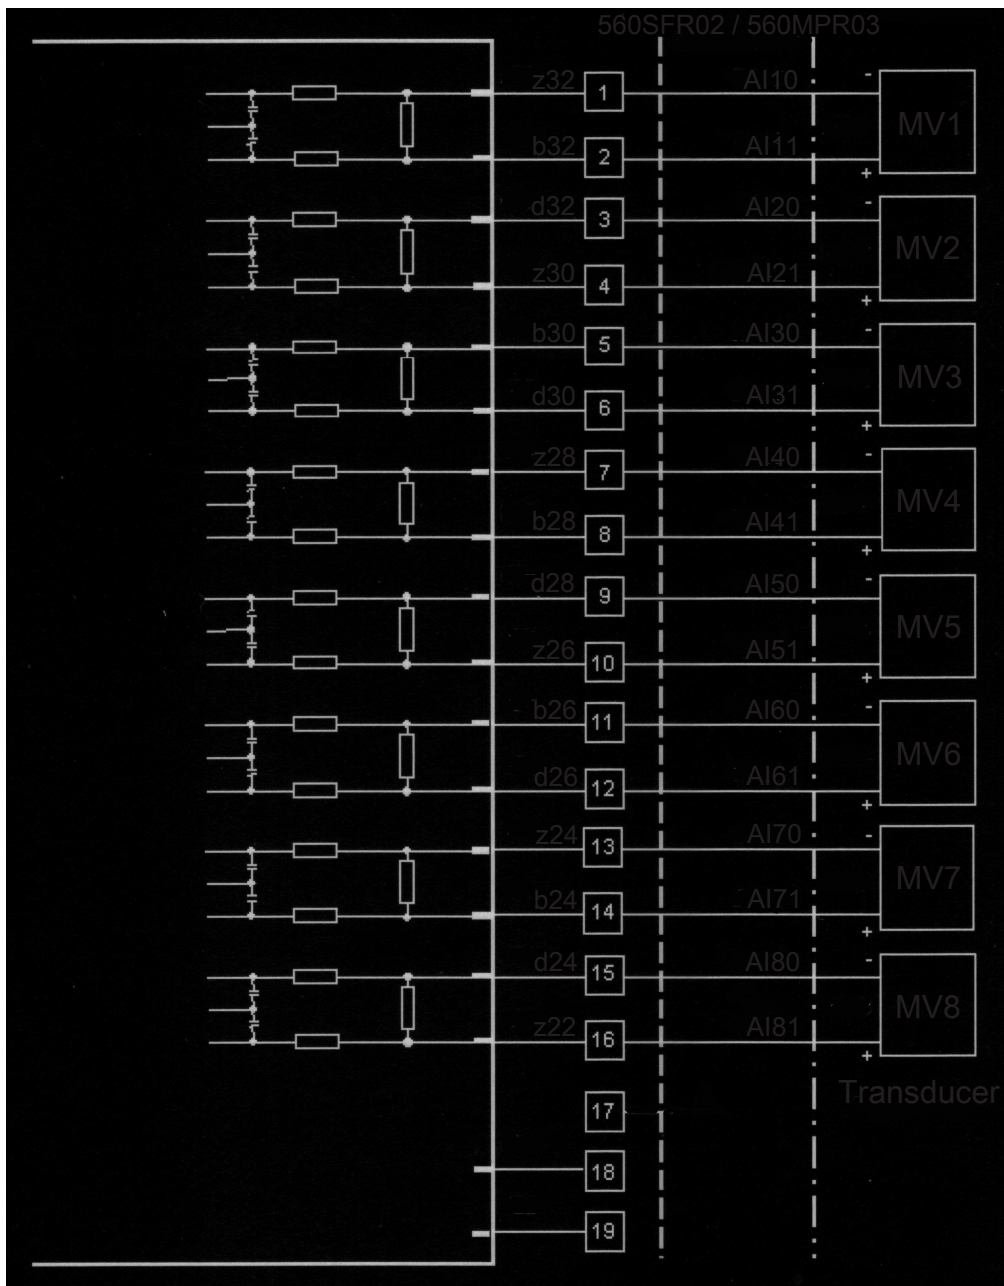 560SFR02 / 560MPR03
z32 1 AI10 -
MV1
b32 2 AI11
+
d32 3 AI20 -
MV2
z30 4 AI21
+
b30 5 AI30 -
MV3
d30 6 AI31
+
z28 7 AI40 -
MV4
b28 8 AI41
+
d28 9 AI50 -
MV5
z26 10 AI51
+
b26 11 AI60 -
MV6
d26 12 AI61
+
z24 13 AI70 -
MV7
b24 14 AI71
+
d24 15 AI80 -
MV8
z22 16 AI81
+
Transducer
17
18
19